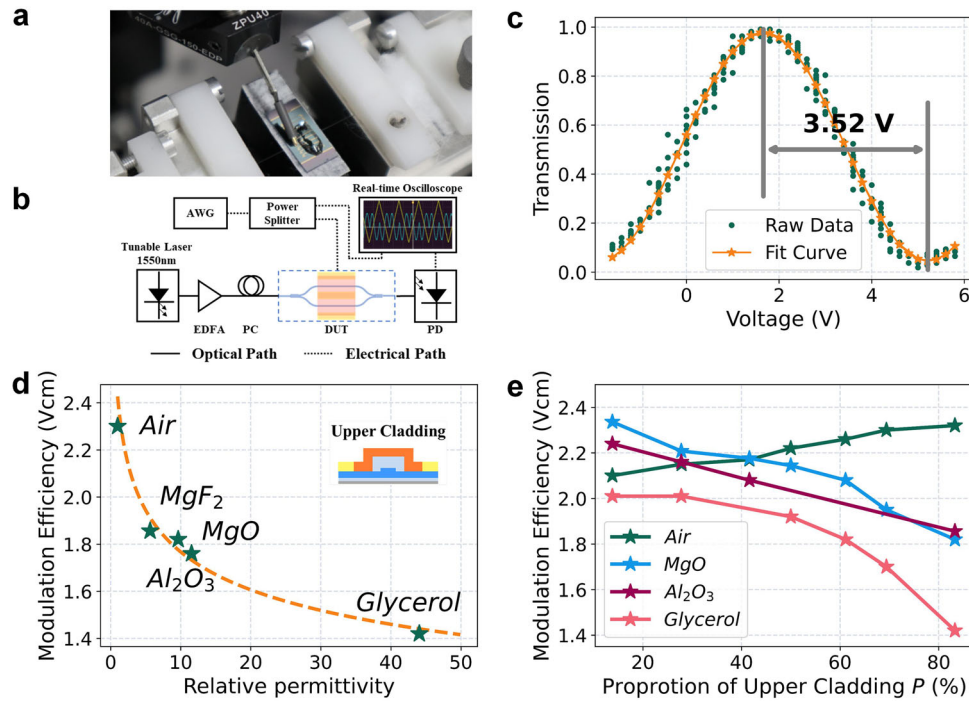 a
40A-GSG-150-EDP
ZPU40
b
AWG
Power
Splitter
Real-time Oscilloscope
Tunable Laser
1550nm
EDFA
PC
DUT
PD
Optical Path
Electrical Path
c
Transmission
1.0
0.8
0.6
0.4
0.2
0.0
3.52 V
Raw Data
Fit Curve
0
2
4
6
Voltage (V)
d
Modulation Efficiency (Vcm)
2.4
2.2
2.0
1.8
1.6
1.4
Air
MgF2
MgO
Al2O3
Glycerol
Upper Cladding
0
10
20
30
40
50
Relative permittivity
e
Modulation Efficiency (Vcm)
2.4
2.2
2.0
1.8
1.6
1.4
Air
MgO
Al2O3
Glycerol
20
40
60
80
Proprotion of Upper Cladding P (%)